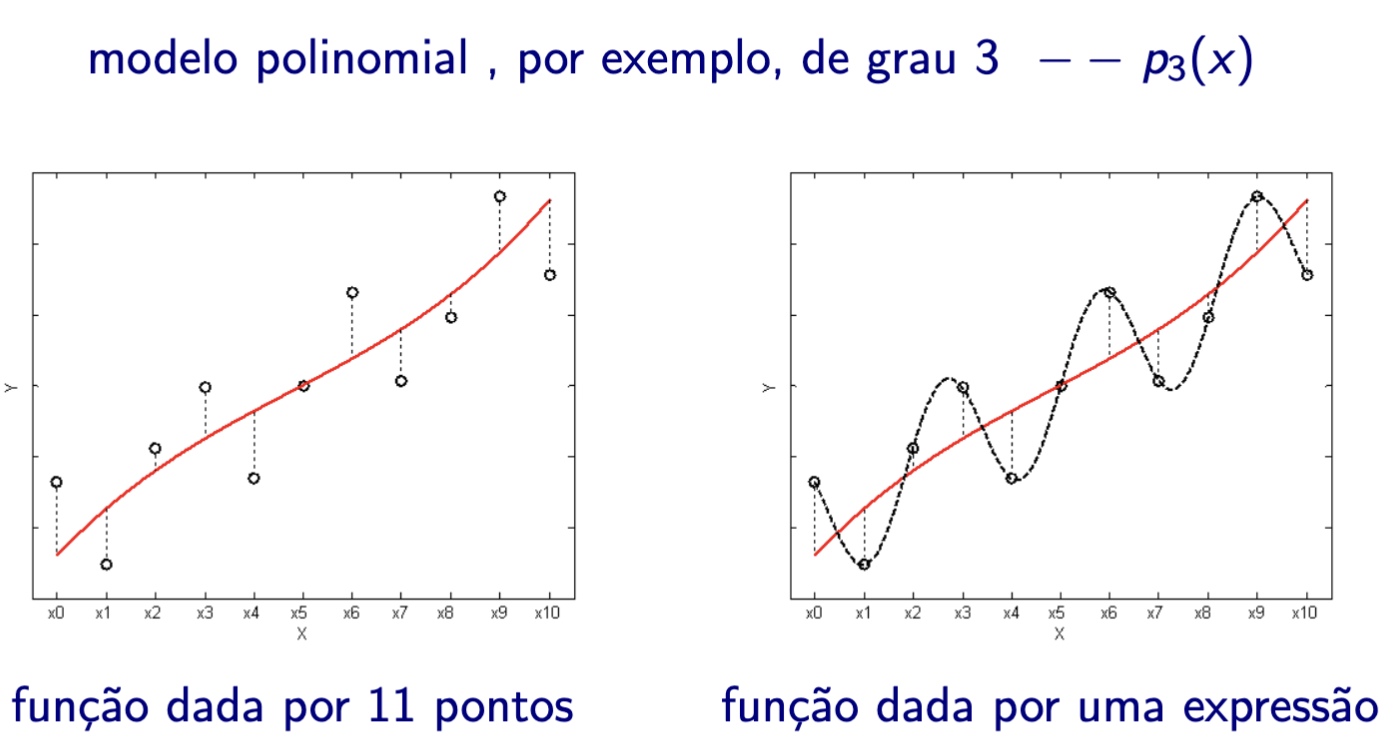 modelo polinomial , por exemplo, de grau 3 −− p₃(x)
Y
x0 x1 x2 x3 x4 x5 x6 x7 x8 x9 x10
X
função dada por 11 pontos
Y
x0 x1 x2 x3 x4 x5 x6 x7 x8 x9 x10
X
função dada por uma expressão